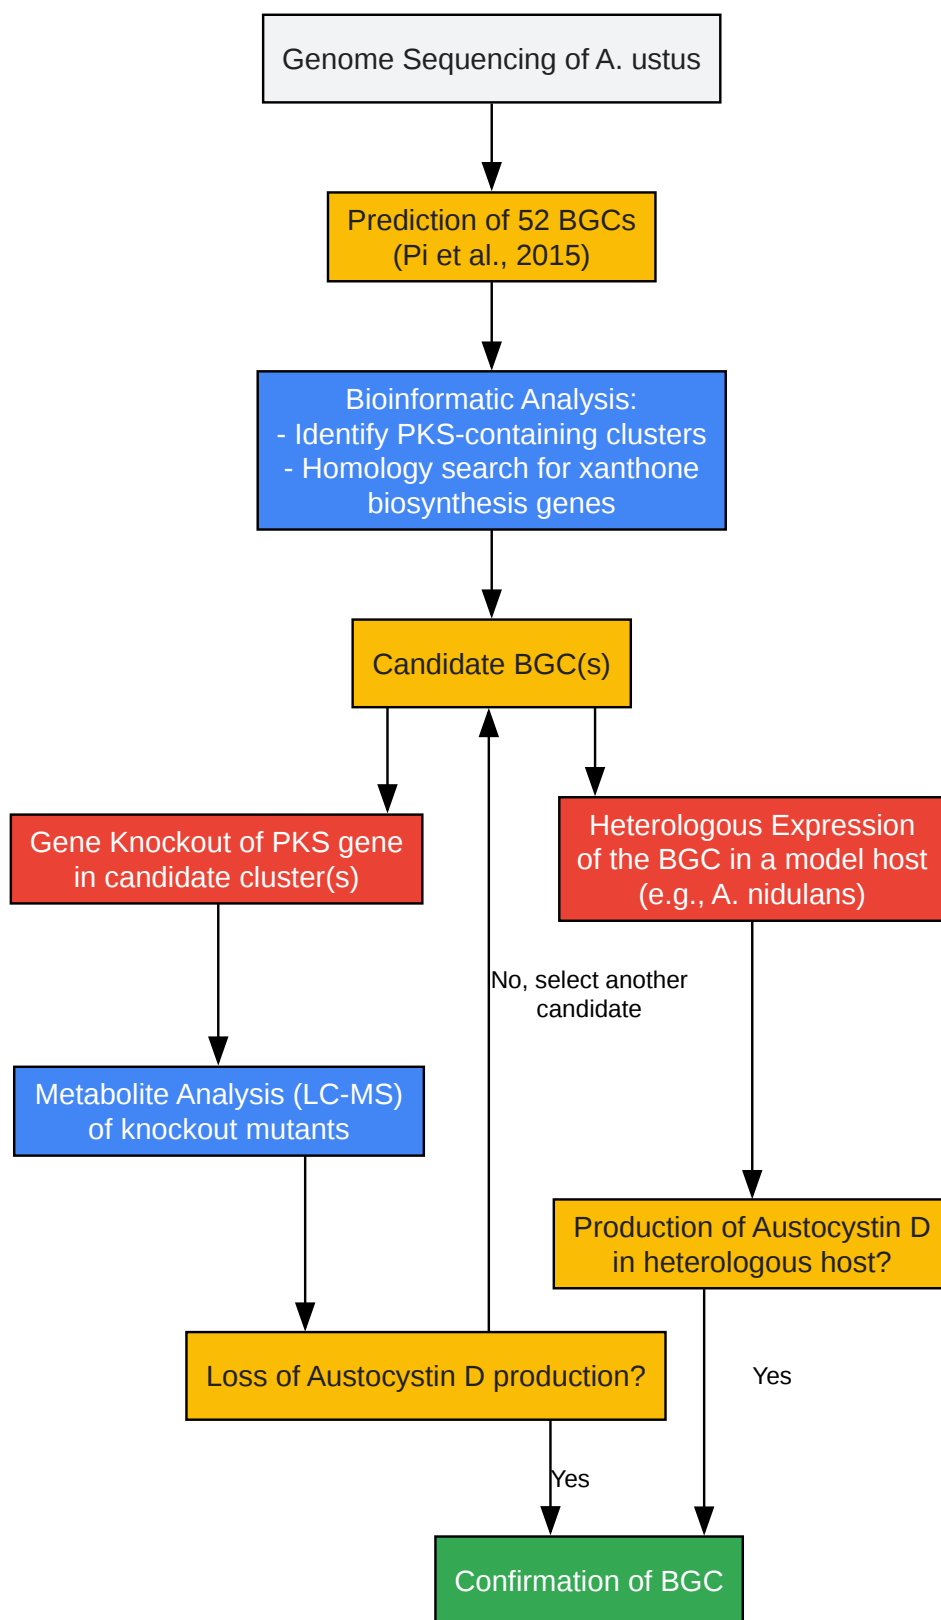 Genome Sequencing of A. ustus
Prediction of 52 BGCs
(Pi et al., 2015)
Bioinformatic Analysis:
- Identify PKS-containing clusters
- Homology search for xanthone
biosynthesis genes
Candidate BGC(s)
Gene Knockout of PKS gene
in candidate cluster(s)
Heterologous Expression
of the BGC in a model host
(e.g., A. nidulans)
No, select another
candidate
Metabolite Analysis (LC-MS)
of knockout mutants
Production of Austocystin D
in heterologous host?
Loss of Austocystin D production?
Yes
Yes
Confirmation of BGC